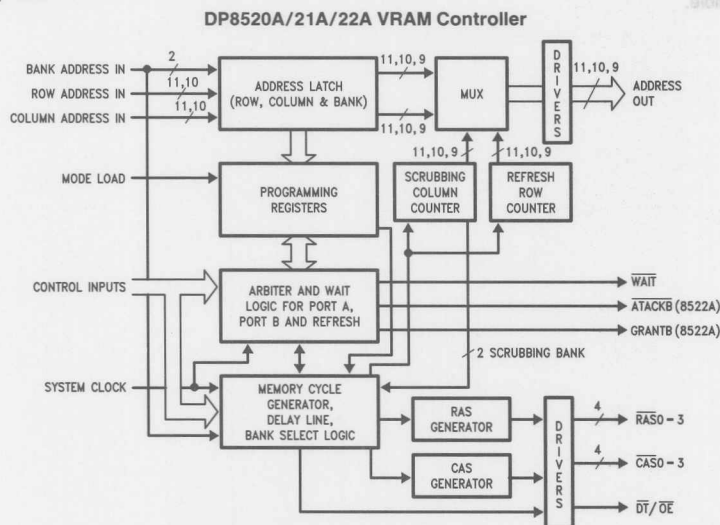 DP8520A/21A/22A VRAM Controller
BANK ADDRESS IN
2
ROW ADDRESS IN
11,10
COLUMN ADDRESS IN
11,10
ADDRESS LATCH
(ROW, COLUMN & BANK)
11,10, 9
11,10, 9
MUX
DRIVERS
11,10, 9
ADDRESS
OUT
11,10, 9
11,10, 9
MODE LOAD
PROGRAMMING
REGISTERS
SCRUBBING
COLUMN
COUNTER
REFRESH
ROW
COUNTER
CONTROL INPUTS
ARBITER AND WAIT
LOGIC FOR PORT A,
PORT B AND REFRESH
WAIT
ATACKB (8522A)
GRANTB (8522A)
2 SCRUBBING BANK
SYSTEM CLOCK
MEMORY CYCLE
GENERATOR,
DELAY LINE,
BANK SELECT LOGIC
RAS
GENERATOR
CAS
GENERATOR
DRIVERS
4
RAS0 - 3
4
CAS0 - 3
DT/OE